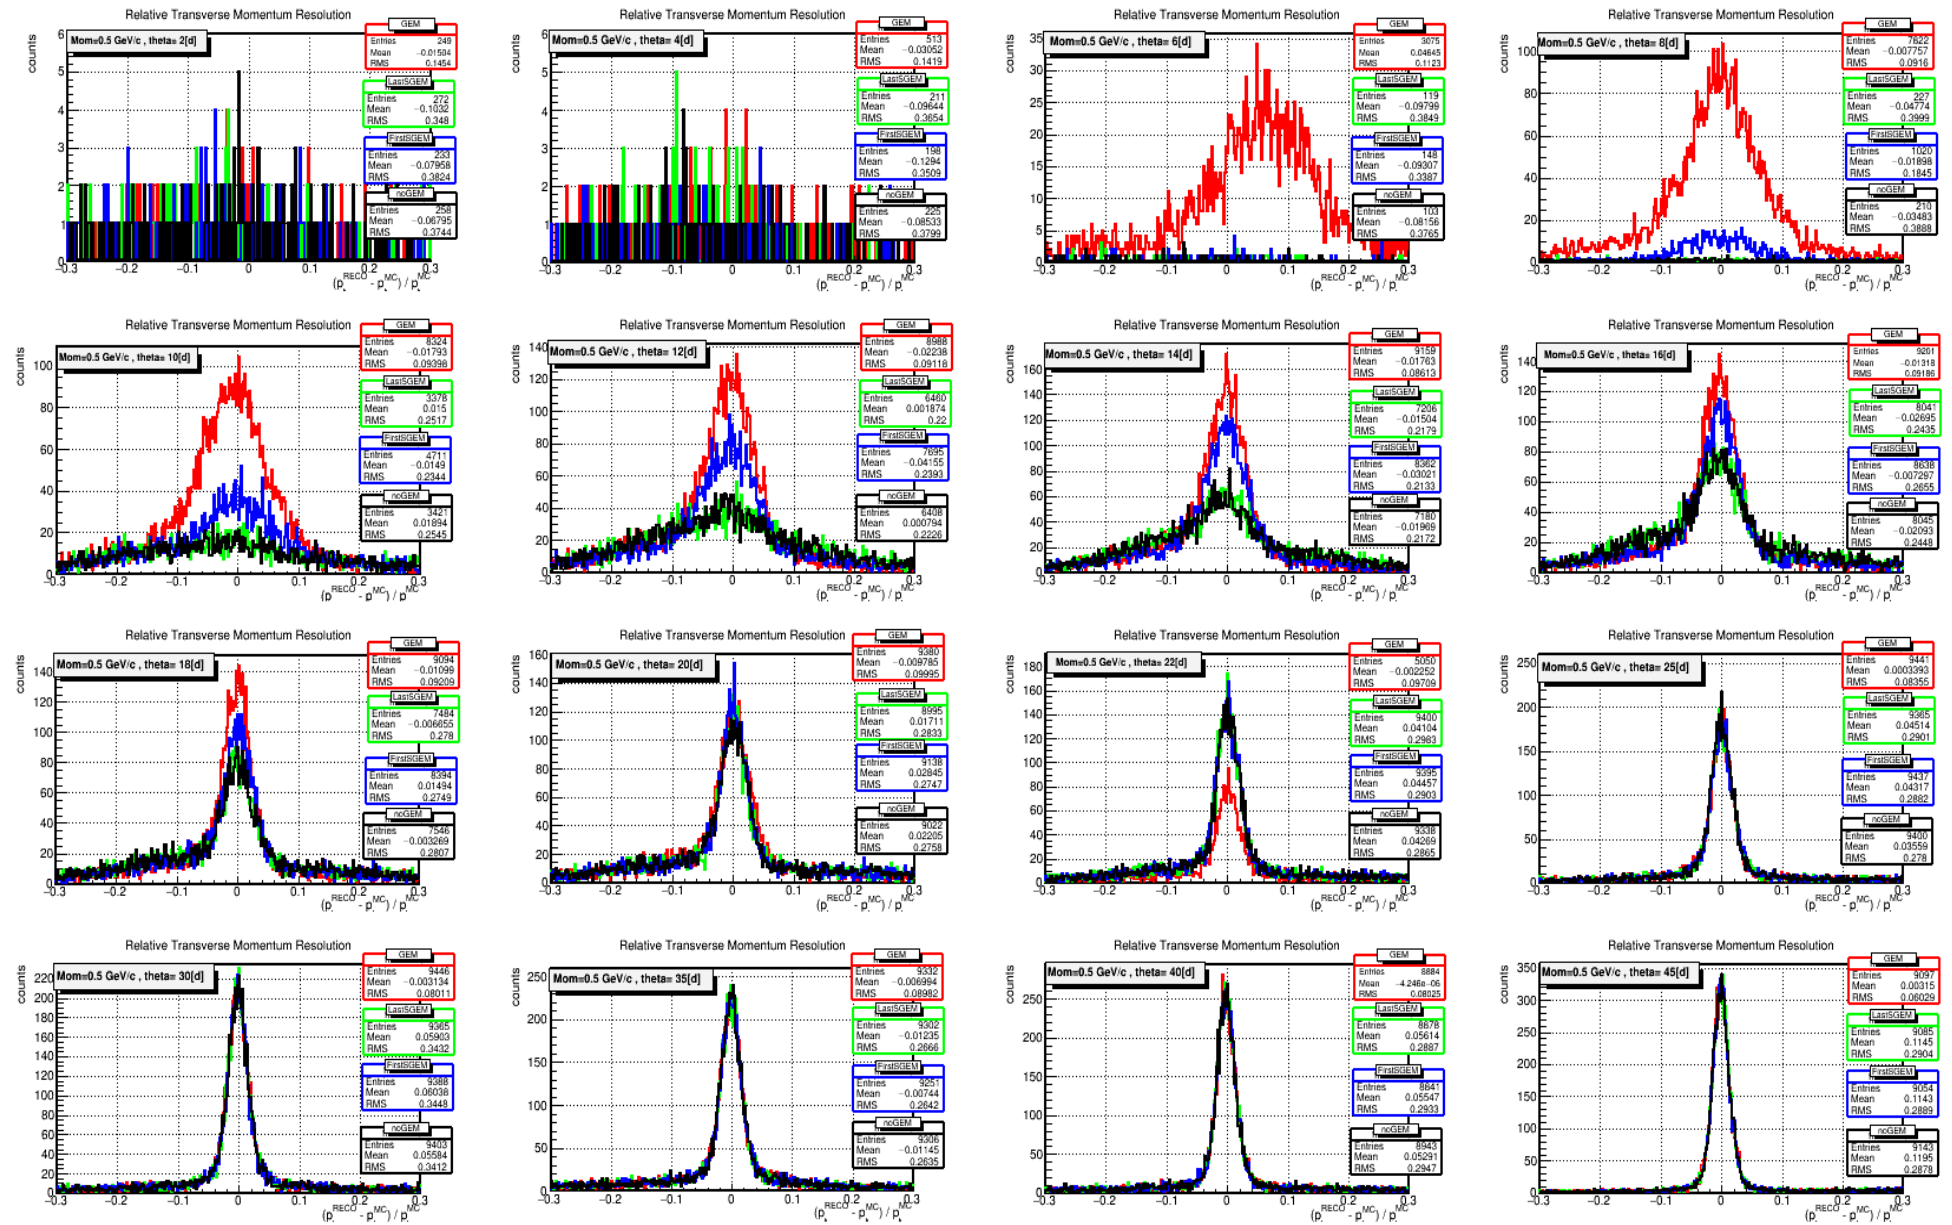 Relative Transverse Momentum Resolution
Mom=0.5 GeV/c , theta= 2[d]
counts
GEM
Entries 249
Mean −0.01504
RMS 0.1454
LastSGEM
Entries 272
Mean −0.1032
RMS 0.348
FirstSGEM
Entries 233
Mean −0.07958
RMS 0.3824
noGEM
Entries 258
Mean −0.06795
RMS 0.3744
Relative Transverse Momentum Resolution
Mom=0.5 GeV/c , theta= 4[d]
counts
GEM
Entries 513
Mean −0.03052
RMS 0.1419
LastSGEM
Entries 211
Mean −0.09644
RMS 0.3654
FirstSGEM
Entries 198
Mean −0.1294
RMS 0.3509
noGEM
Entries 225
Mean −0.08533
RMS 0.3799
Relative Transverse Momentum Resolution
Mom=0.5 GeV/c , theta= 6[d]
counts
GEM
Entries 3075
Mean 0.04645
RMS 0.1123
LastSGEM
Entries 119
Mean −0.09799
RMS 0.3849
FirstSGEM
Entries 148
Mean −0.09307
RMS 0.3387
noGEM
Entries 103
Mean −0.08156
RMS 0.3765
Relative Transverse Momentum Resolution
Mom=0.5 GeV/c , theta= 8[d]
counts
GEM
Entries 7622
Mean −0.007757
RMS 0.0916
LastSGEM
Entries 227
Mean −0.04774
RMS 0.3999
FirstSGEM
Entries 1020
Mean −0.01898
RMS 0.1845
noGEM
Entries 210
Mean −0.03483
RMS 0.3888
Relative Transverse Momentum Resolution
Mom=0.5 GeV/c , theta= 10[d]
counts
GEM
Entries 8324
Mean −0.01793
RMS 0.09398
LastSGEM
Entries 3378
Mean 0.015
RMS 0.2517
FirstSGEM
Entries 4711
Mean −0.0149
RMS 0.2344
noGEM
Entries 3421
Mean 0.01894
RMS 0.2545
Relative Transverse Momentum Resolution
Mom=0.5 GeV/c , theta= 12[d]
counts
GEM
Entries 8988
Mean −0.02238
RMS 0.09118
LastSGEM
Entries 6460
Mean 0.001874
RMS 0.22
FirstSGEM
Entries 7695
Mean −0.04155
RMS 0.2393
noGEM
Entries 6408
Mean 0.000794
RMS 0.2226
Relative Transverse Momentum Resolution
Mom=0.5 GeV/c , theta= 14[d]
counts
GEM
Entries 9159
Mean −0.01763
RMS 0.08613
LastSGEM
Entries 7206
Mean −0.01504
RMS 0.2179
FirstSGEM
Entries 8362
Mean −0.03021
RMS 0.2133
noGEM
Entries 7180
Mean −0.01969
RMS 0.2172
Relative Transverse Momentum Resolution
Mom=0.5 GeV/c , theta= 16[d]
counts
GEM
Entries 9201
Mean −0.01318
RMS 0.09186
LastSGEM
Entries 8041
Mean −0.02695
RMS 0.2435
FirstSGEM
Entries 8638
Mean −0.007297
RMS 0.2655
noGEM
Entries 8045
Mean −0.02093
RMS 0.2448
Relative Transverse Momentum Resolution
Mom=0.5 GeV/c , theta= 18[d]
counts
GEM
Entries 9094
Mean −0.01099
RMS 0.09209
LastSGEM
Entries 7484
Mean −0.006655
RMS 0.278
FirstSGEM
Entries 8394
Mean 0.01494
RMS 0.2749
noGEM
Entries 7546
Mean −0.003269
RMS 0.2807
Relative Transverse Momentum Resolution
Mom=0.5 GeV/c , theta= 20[d]
counts
GEM
Entries 9380
Mean −0.009785
RMS 0.09995
LastSGEM
Entries 8995
Mean 0.01711
RMS 0.2833
FirstSGEM
Entries 9138
Mean 0.02845
RMS 0.2747
noGEM
Entries 9022
Mean 0.02205
RMS 0.2758
Relative Transverse Momentum Resolution
Mom=0.5 GeV/c , theta= 22[d]
counts
GEM
Entries 5050
Mean −0.002252
RMS 0.09709
LastSGEM
Entries 9400
Mean 0.04104
RMS 0.2983
FirstSGEM
Entries 9395
Mean 0.04457
RMS 0.2903
noGEM
Entries 9338
Mean 0.04269
RMS 0.2865
Relative Transverse Momentum Resolution
Mom=0.5 GeV/c , theta= 25[d]
counts
GEM
Entries 9441
Mean 0.0003393
RMS 0.08355
LastSGEM
Entries 9365
Mean 0.04514
RMS 0.2901
FirstSGEM
Entries 9437
Mean 0.04317
RMS 0.2882
noGEM
Entries 9400
Mean 0.03559
RMS 0.278
Relative Transverse Momentum Resolution
Mom=0.5 GeV/c , theta= 30[d]
counts
GEM
Entries 9446
Mean −0.003134
RMS 0.08011
LastSGEM
Entries 9365
Mean 0.05903
RMS 0.3432
FirstSGEM
Entries 9388
Mean 0.06038
RMS 0.3448
noGEM
Entries 9403
Mean 0.05584
RMS 0.3412
Relative Transverse Momentum Resolution
Mom=0.5 GeV/c , theta= 35[d]
counts
GEM
Entries 9332
Mean −0.006994
RMS 0.08982
LastSGEM
Entries 9302
Mean −0.01235
RMS 0.2666
FirstSGEM
Entries 9251
Mean −0.00744
RMS 0.2642
noGEM
Entries 9306
Mean −0.01145
RMS 0.2635
Relative Transverse Momentum Resolution
Mom=0.5 GeV/c , theta= 40[d]
counts
GEM
Entries 8884
Mean −4.246e−06
RMS 0.08025
LastSGEM
Entries 8678
Mean 0.05614
RMS 0.2887
FirstSGEM
Entries 8841
Mean 0.05547
RMS 0.2933
noGEM
Entries 8943
Mean 0.05291
RMS 0.2947
Relative Transverse Momentum Resolution
Mom=0.5 GeV/c , theta= 45[d]
counts
GEM
Entries 9097
Mean 0.00315
RMS 0.06029
LastSGEM
Entries 9085
Mean 0.1145
RMS 0.2904
FirstSGEM
Entries 9054
Mean 0.1143
RMS 0.2889
noGEM
Entries 9143
Mean 0.1195
RMS 0.2878